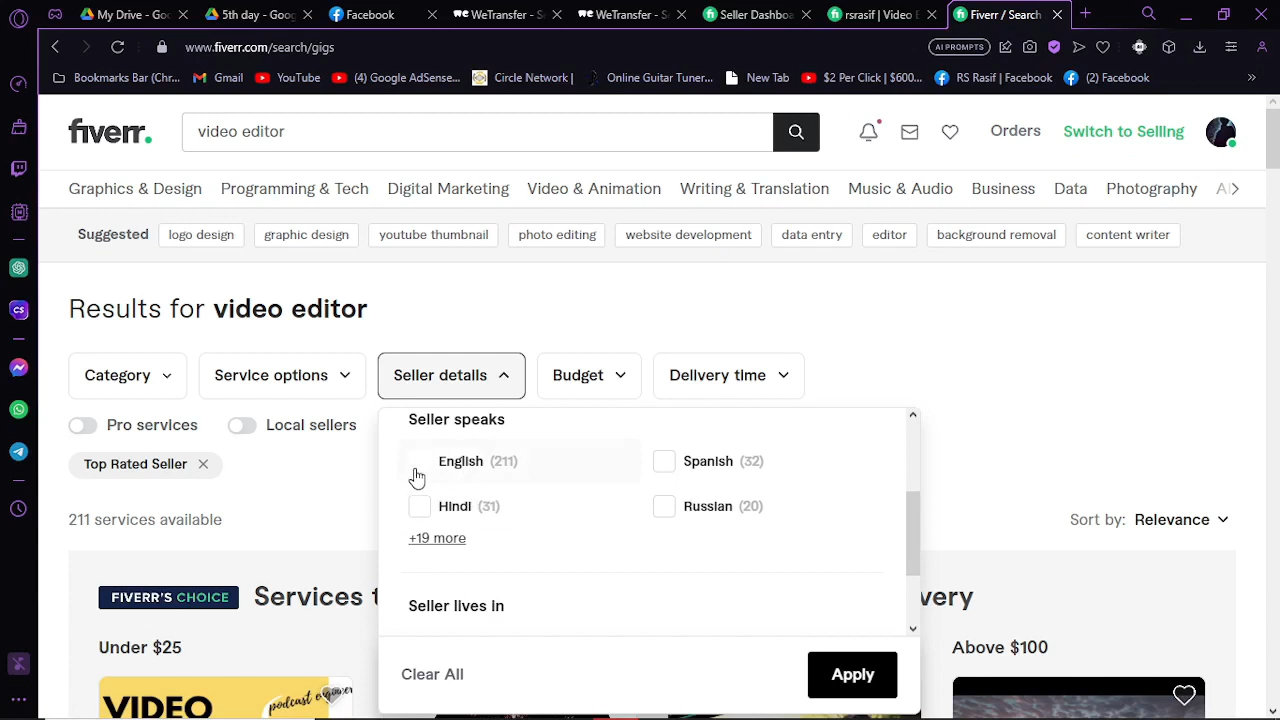 My Drive - Goo
5th day - Goog
Facebook
WeTransfer - S
WeTransfer - S
Seller Dashboa
rsrasif | Video E
Fiverr / Search
www.fiverr.com/search/gigs
AI PROMPTS
Bookmarks Bar (Chr...
Gmail
YouTube
(4) Google AdSense...
Circle Network |
Online Guitar Tuner...
New Tab
$2 Per Click | $600...
RS Rasif | Facebook
(2) Facebook
fiverr.
video editor
Orders
Switch to Selling
Graphics & Design
Programming & Tech
Digital Marketing
Video & Animation
Writing & Translation
Music & Audio
Business
Data
Photography
AI
Suggested
logo design
graphic design
youtube thumbnail
photo editing
website development
data entry
editor
background removal
content writer
Results for video editor
Category
Service options
Seller details
Budget
Delivery time
Pro services
Local sellers
Top Rated Seller
Seller speaks
English (211)
Spanish (32)
Hindi (31)
Russian (20)
+19 more
Seller lives in
Clear All
Apply
211 services available
Sort by: Relevance
FIVERR'S CHOICE
Services t
very
Under $25
Above $100
VIDEO
CS